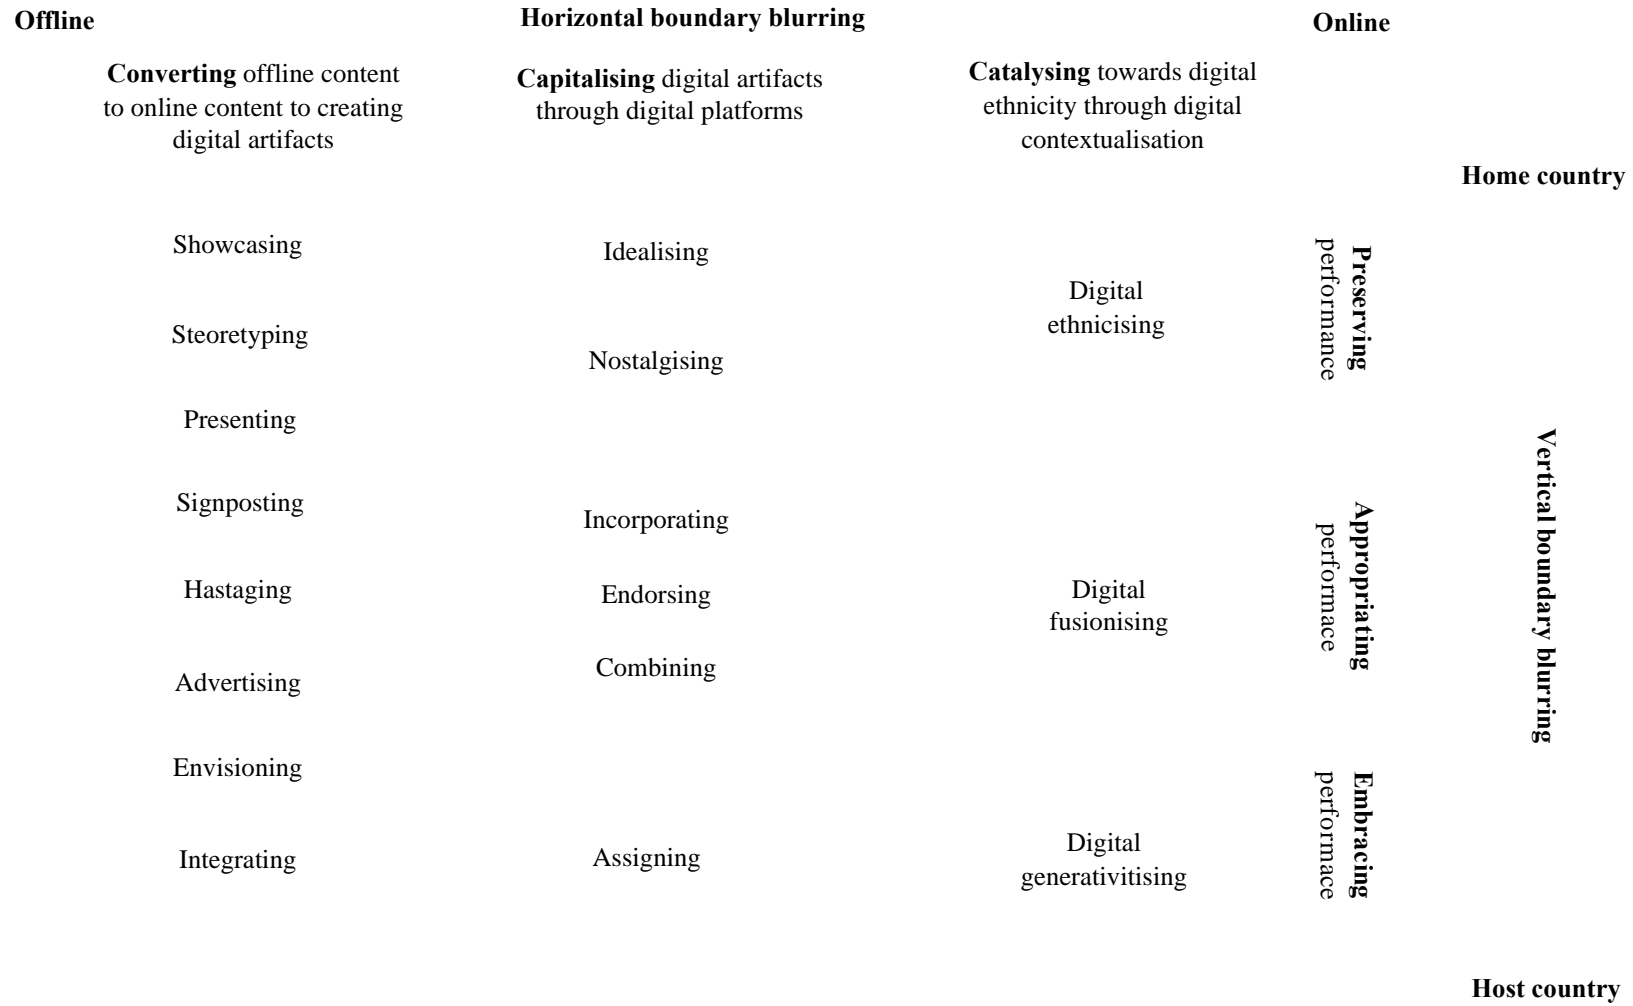 Offline
Horizontal boundary blurring
Online
Converting offline content
to online content to creating
digital artifacts
Capitalising digital artifacts
through digital platforms
Catalysing towards digital
ethnicity through digital
contextualisation
Home country
Showcasing
Steoretyping
Presenting
Signposting
Hastaging
Advertising
Envisioning
Integrating
Idealising
Nostalgising
Incorporating
Endorsing
Combining
Assigning
Digital
ethnicising
Digital
fusionising
Digital
generativitising
Preserving
performance
Appropriating
performace
Embracing
performace
Vertical boundary blurring
Host country